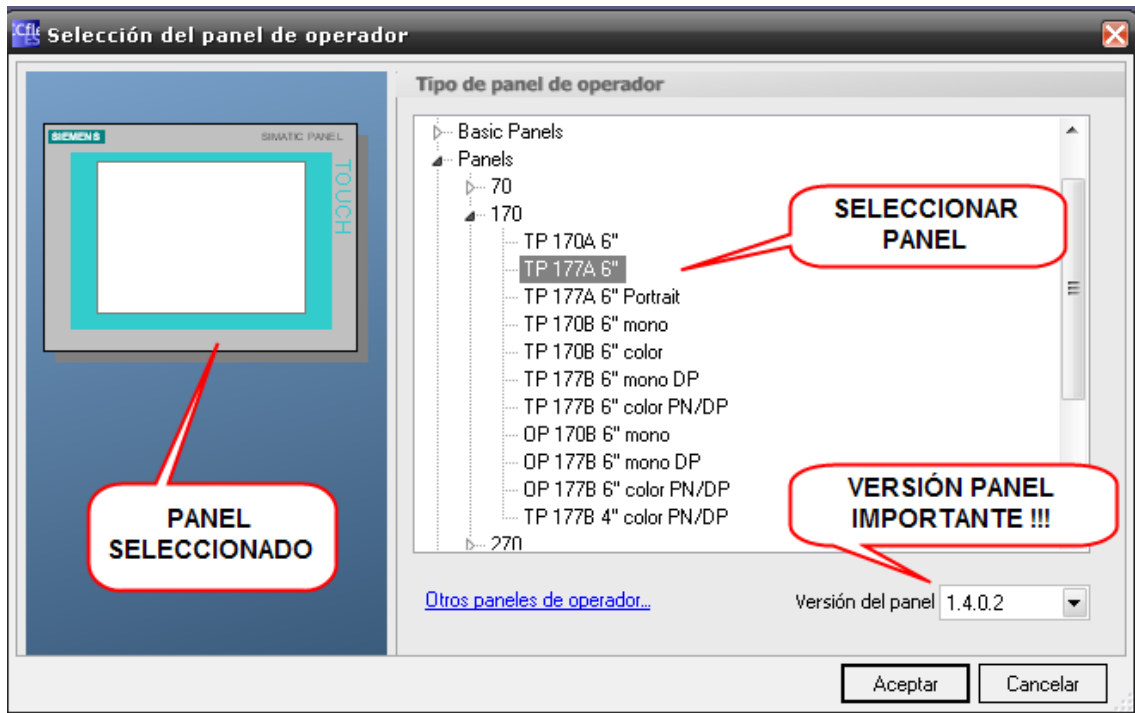 Selección del panel de operador
SIEMENS
SIMATIC PANEL
TOUCH
PANEL
SELECCIONADO
Tipo de panel de operador
Basic Panels
Panels
70
170
TP 170A 6"
TP 177A 6"
TP 177A 6" Portrait
TP 170B 6" mono
TP 170B 6" color
TP 177B 6" mono DP
TP 177B 6" color PN/DP
OP 170B 6" mono
OP 177B 6" mono DP
OP 177B 6" color PN/DP
TP 177B 4" color PN/DP
270
SELECCIONAR
PANEL
VERSIÓN PANEL
IMPORTANTE !!!
Otros paneles de operador...
Versión del panel 1.4.0.2
Aceptar
Cancelar